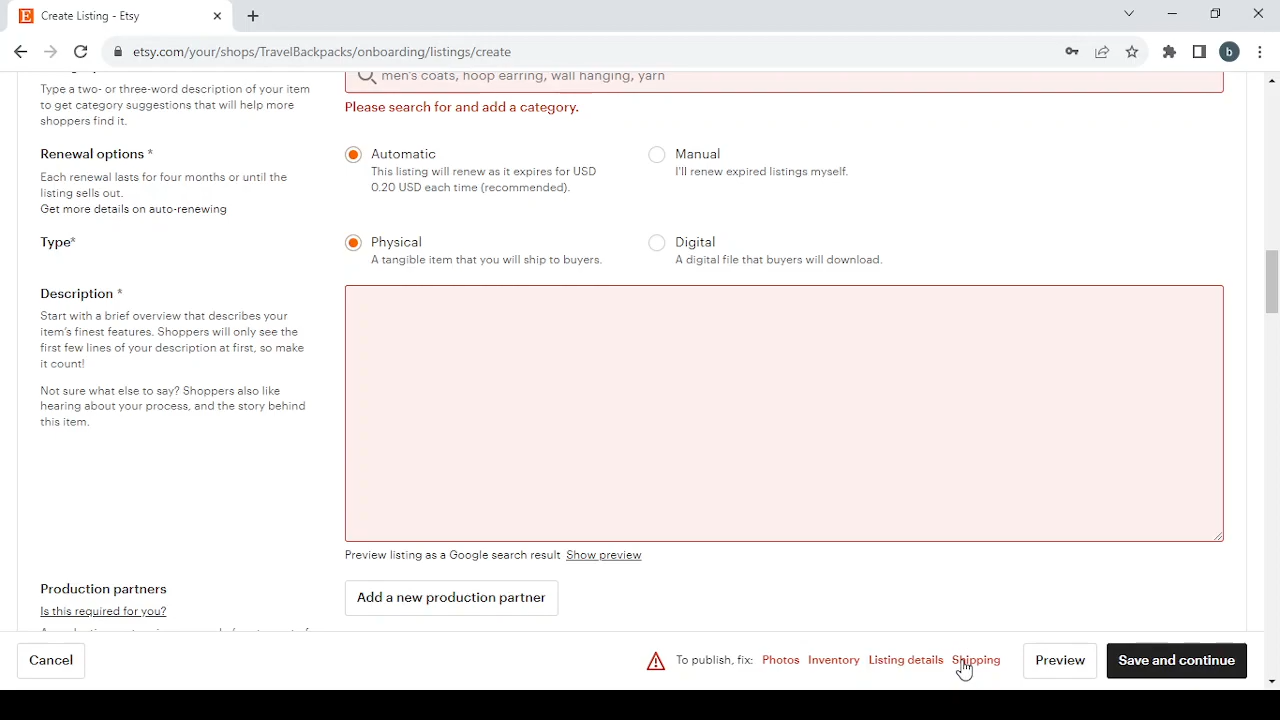 Create Listing - Etsy
etsy.com/your/shops/TravelBackpacks/onboarding/listings/create
b
Type a two- or three-word description of your item
to get category suggestions that will help more
shoppers find it.
men's coats, hoop earring, wall hanging, yarn
Please search for and add a category.
Renewal options *
Each renewal lasts for four months or until the
listing sells out.
Get more details on auto-renewing
Automatic
This listing will renew as it expires for USD
0.20 USD each time (recommended).
Manual
I'll renew expired listings myself.
Type*
Physical
A tangible item that you will ship to buyers.
Digital
A digital file that buyers will download.
Description *
Start with a brief overview that describes your
item's finest features. Shoppers will only see the
first few lines of your description at first, so make
it count!
Not sure what else to say? Shoppers also like
hearing about your process, and the story behind
this item.
Preview listing as a Google search result Show preview
Production partners
Is this required for you?
Add a new production partner
Cancel
To publish, fix: Photos Inventory Listing details Shipping
Preview
Save and continue